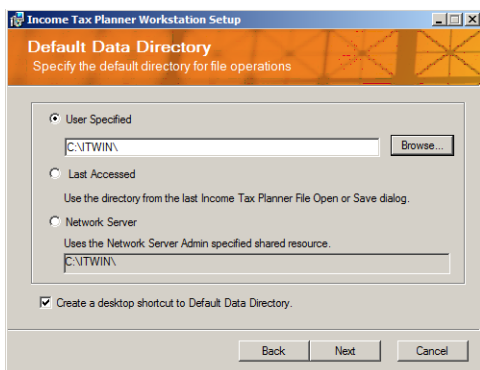 Income Tax Planner Workstation Setup
Default Data Directory
Specify the default directory for file operations
User Specified
C:\ITWIN\
Browse...
Last Accessed
Use the directory from the last Income Tax Planner File Open or Save dialog.
Network Server
Uses the Network Server Admin specified shared resource.
C:\ITWIN\
Create a desktop shortcut to Default Data Directory.
Back Next Cancel